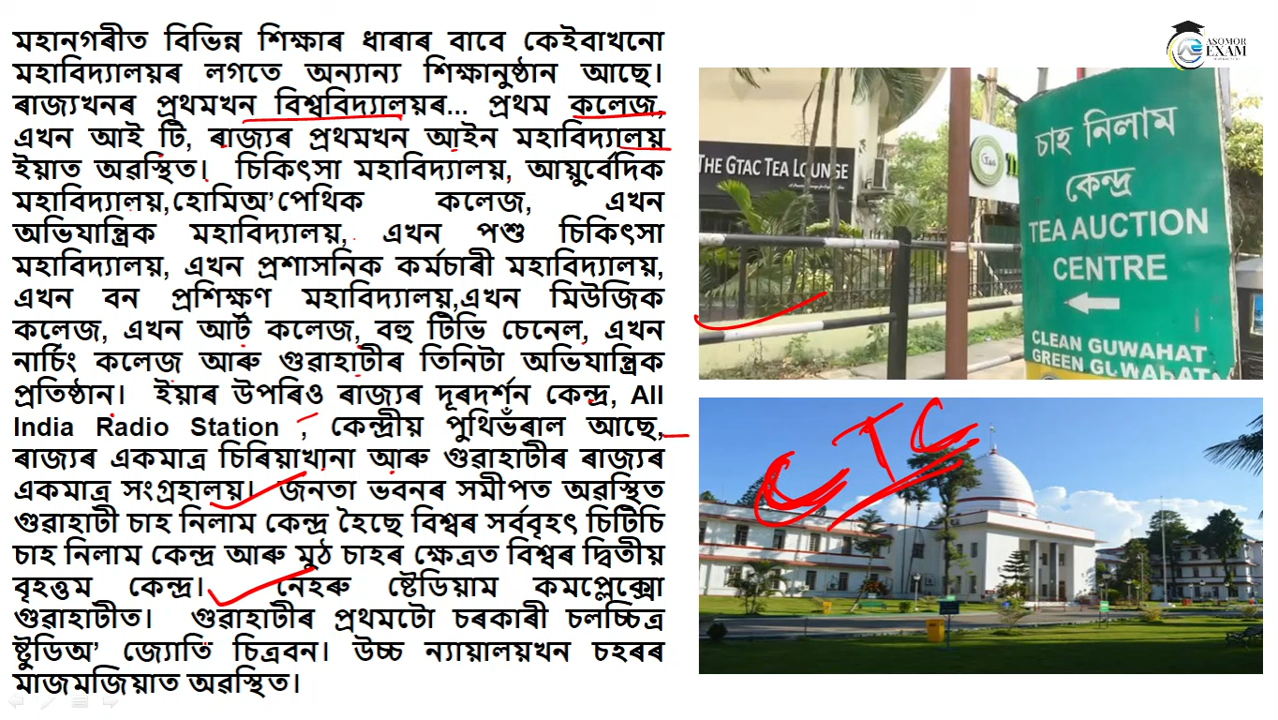 মহানগৰীত বিভিন্ন শিক্ষাৰ ধাৰাৰ বাবে কেইবাখনো
মহাবিদ্যালয়ৰ লগতে অন্যান্য শিক্ষানুষ্ঠান আছে।
ৰাজ্যখনৰ প্ৰথমখন বিশ্ববিদ্যালয়ৰ... প্ৰথম কলেজ,
এখন আই টি, ৰাজ্যৰ প্ৰথমখন আইন মহাবিদ্যালয়
ইয়াত অৱস্থিত। চিকিৎসা মহাবিদ্যালয়, আয়ুৰ্বেদিক
মহাবিদ্যালয়,হোমিঅ'পেথিক কলেজ, এখন
অভিযান্ত্ৰিক মহাবিদ্যালয়, এখন পশু চিকিৎসা
মহাবিদ্যালয়, এখন প্ৰশাসনিক কৰ্মচাৰী মহাবিদ্যালয়,
এখন বন প্ৰশিক্ষণ মহাবিদ্যালয়,এখন মিউজিক
কলেজ, এখন আৰ্ট কলেজ, বহু টিভি চেনেল, এখন
নাৰ্চিং কলেজ আৰু গুৱাহাটীৰ তিনিটা অভিযান্ত্ৰিক
প্ৰতিষ্ঠান। ইয়াৰ উপৰিও ৰাজ্যৰ দূৰদৰ্শন কেন্দ্ৰ, All
India Radio Station , কেন্দ্ৰীয় পুথিভঁৰাল আছে,
ৰাজ্যৰ একমাত্ৰ চিৰিয়াখানা আৰু গুৱাহাটীৰ ৰাজ্যৰ
একমাত্ৰ সংগ্ৰহালয়। জনতা ভবনৰ সমীপত অৱস্থিত
গুৱাহাটী চাহ নিলাম কেন্দ্ৰ হৈছে বিশ্বৰ সৰ্ববৃহৎ চিটিচি
চাহ নিলাম কেন্দ্ৰ আৰু মুঠ চাহৰ ক্ষেত্ৰত বিশ্বৰ দ্বিতীয়
বৃহত্তম কেন্দ্ৰ। নেহৰু ষ্টেডিয়াম কমপ্লেক্সো
গুৱাহাটীত। গুৱাহাটীৰ প্ৰথমটো চৰকাৰী চলচ্চিত্ৰ
ষ্টুডিঅ' জ্যোতি চিত্ৰবন। উচ্চ ন্যায়ালয়খন চহৰৰ
মাজমজিয়াত অৱস্থিত।
ASOMOR
EXAM
THE GTAC TEA LOUNGE
চাহ নিলাম
কেন্দ্ৰ
TEA AUCTION
CENTRE
CLEAN GUWAHAT
GREEN GUWAHAT
CTC